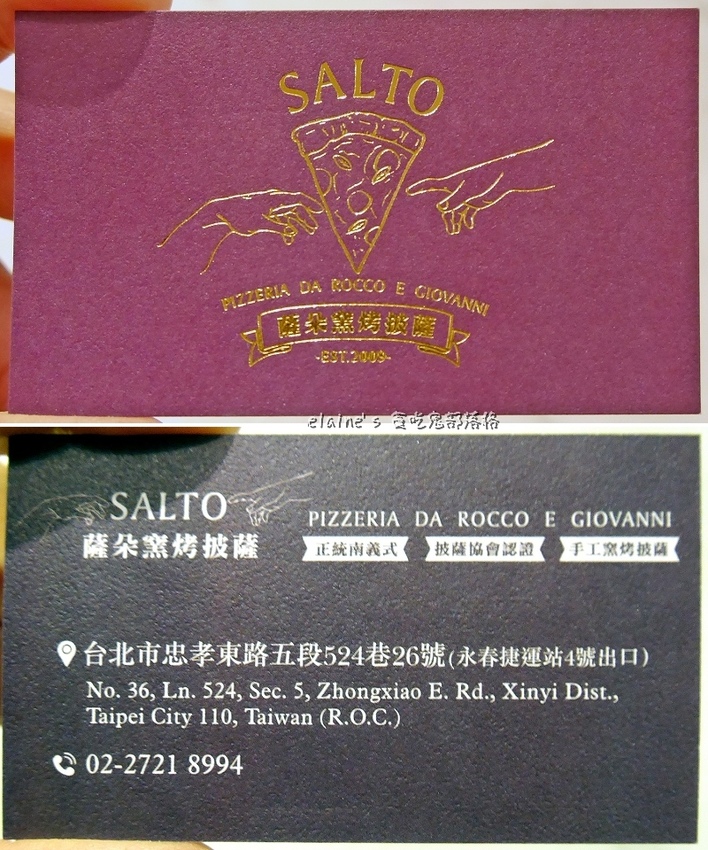 SALTO
PIZZERIA DA ROCCO E GIOVANNI
薩朵窯烤披薩
-EST.2009-
elaine's 貪吃鬼部落格
SALTO
薩朵窯烤披薩
PIZZERIA DA ROCCO E GIOVANNI
正統南義式 披薩協會認證 手工窯烤披薩
台北市忠孝東路五段524巷26號(永春捷運站4號出口)
No. 36, Ln. 524, Sec. 5, Zhongxiao E. Rd., Xinyi Dist.,
Taipei City 110, Taiwan (R.O.C.)
02-2721 8994